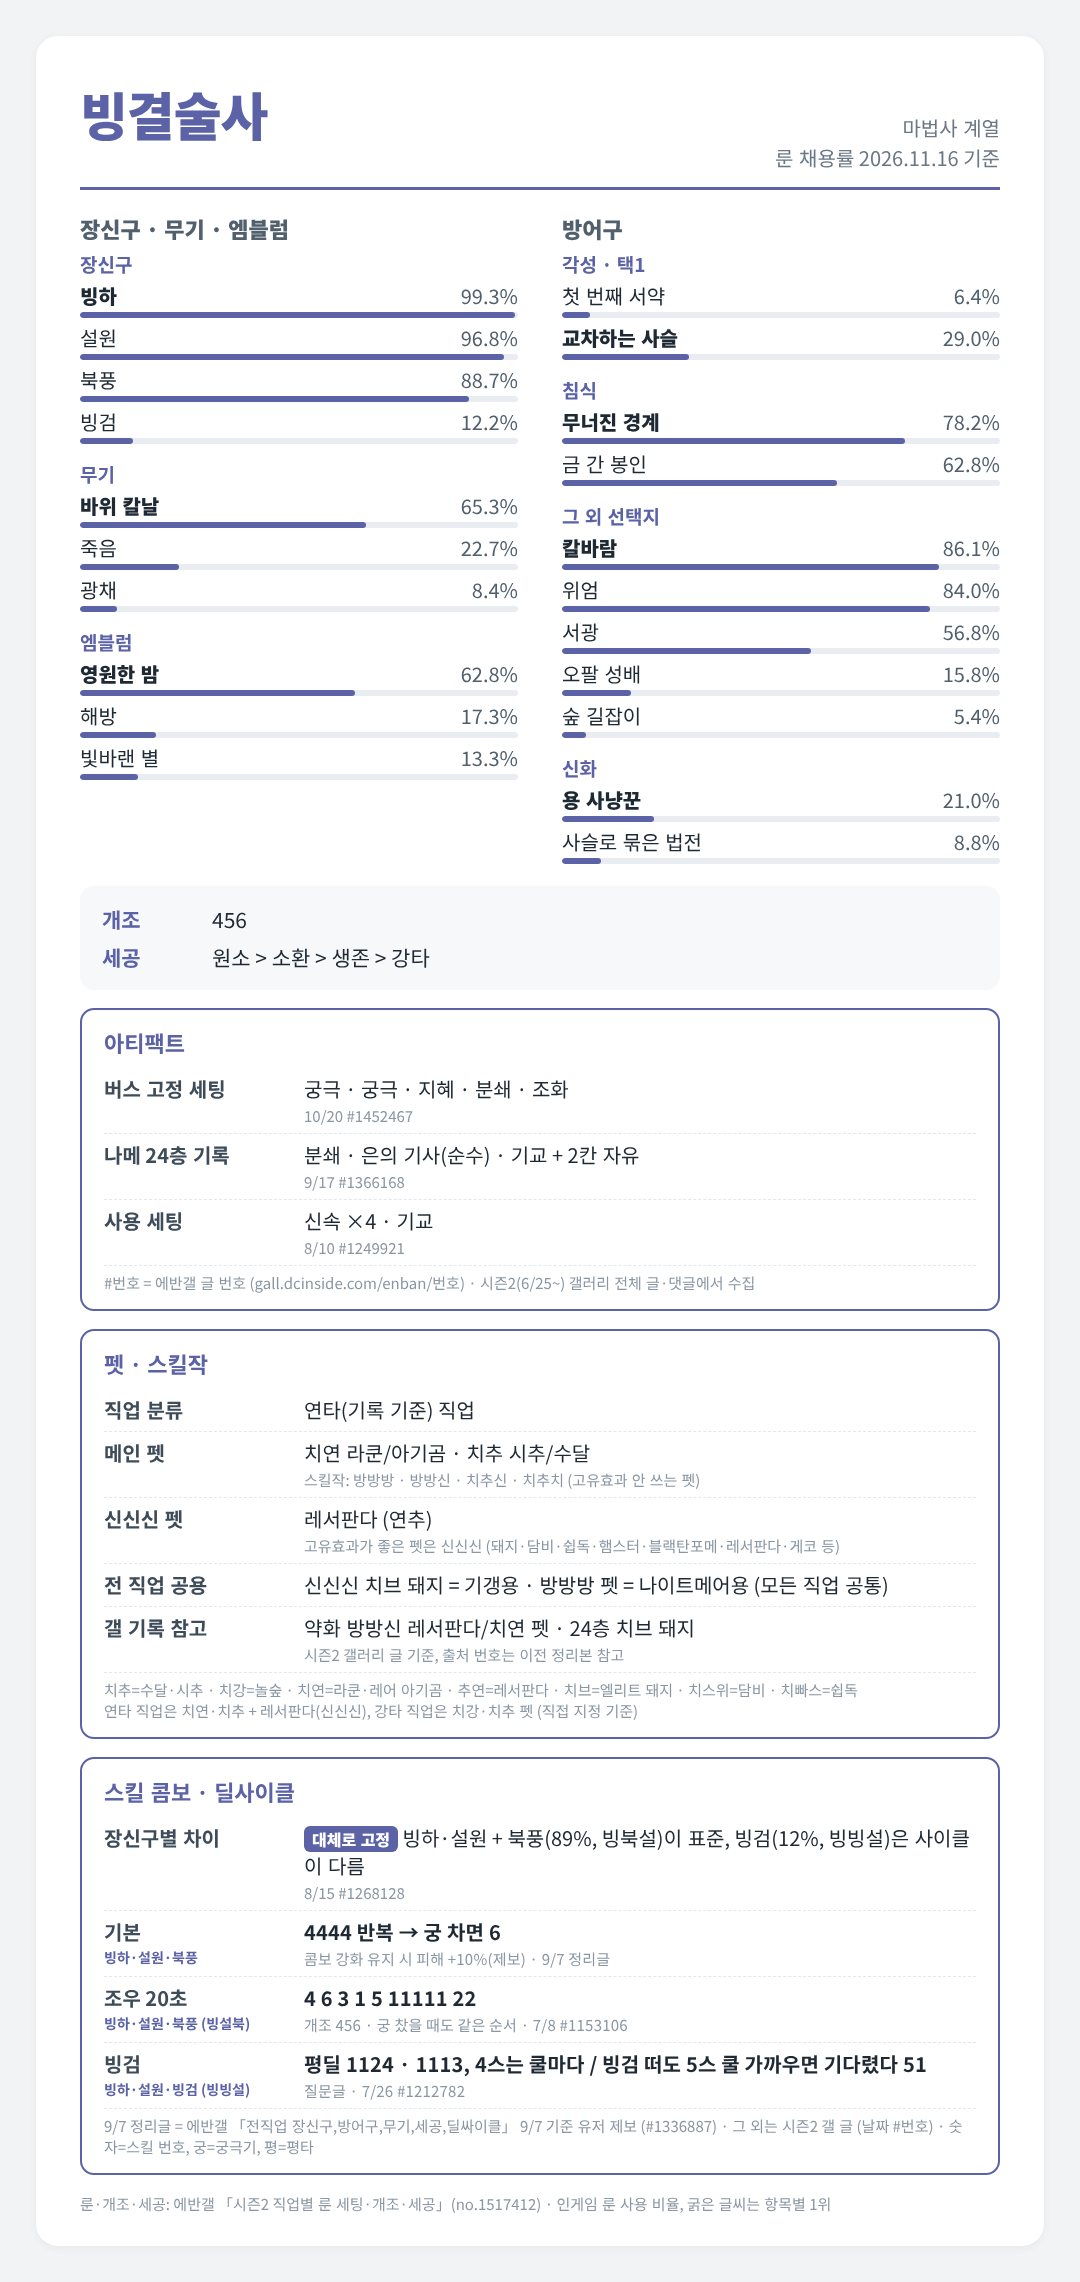 빙결술사
마법사 계열
룬 채용률 2026.11.16 기준
장신구 · 무기 · 엠블럼
장신구
빙하 99.3%
설원 96.8%
북풍 88.7%
빙검 12.2%
무기
바위 칼날 65.3%
죽음 22.7%
광채 8.4%
엠블럼
영원한 밤 62.8%
해방 17.3%
빛바랜 별 13.3%
방어구
각성 · 택1
첫 번째 서약 6.4%
교차하는 사슬 29.0%
침식
무너진 경계 78.2%
금 간 봉인 62.8%
그 외 선택지
칼바람 86.1%
위엄 84.0%
서광 56.8%
오팔 성배 15.8%
숲 길잡이 5.4%
신화
용 사냥꾼 21.0%
사슬로 묶은 법전 8.8%
개조 456
세공 원소 > 소환 > 생존 > 강타
아티팩트
버스 고정 세팅 궁극 · 궁극 · 지혜 · 분쇄 · 조화
10/20 #1452467
나메 24층 기록 분쇄 · 은의 기사(순수) · 기교 + 2칸 자유
9/17 #1366168
사용 세팅 신속 ×4 · 기교
8/10 #1249921
#번호 = 에반갤 글 번호 (gall.dcinside.com/enban/번호) · 시즌2(6/25~) 갤러리 전체 글·댓글에서 수집
펫 · 스킬작
직업 분류 연타(기록 기준) 직업
메인 펫 치연 라쿤/아기곰 · 치추 시추/수달
스킬작: 방방방 · 방방신 · 치추신 · 치추치 (고유효과 안 쓰는 펫)
신신신 펫 레서판다 (연추)
고유효과가 좋은 펫은 신신신 (돼지·담비·쉽독·햄스터·블랙탄포메·레서판다·게코 등)
전 직업 공용 신신신 치브 돼지 = 기갱용 · 방방방 펫 = 나이트메어용 (모든 직업 공통)
갤 기록 참고 약화 방방신 레서판다/치연 펫 · 24층 치브 돼지
시즌2 갤러리 글 기준, 출처 번호는 이전 정리본 참고
치추=수달·시추 · 치강=놀숲 · 치연=라쿤·레어 아기곰 · 추연=레서판다 · 치브=엘리트 돼지 · 치스위=담비 · 치빠스=쉽독
연타 직업은 치연·치추 + 레서판다(신신신), 강타 직업은 치강·치추 펫 (직접 지정 기준)
스킬 콤보 · 딜사이클
장신구별 차이 대체로 고정 빙하·설원 + 북풍(89%, 빙북설)이 표준, 빙검(12%, 빙빙설)은 사이클
이 다름
8/15 #1268128
기본 4444 반복 → 궁 차면 6
빙하·설원·북풍 콤보 강화 유지 시 피해 +10%(제보) · 9/7 정리글
조우 20초 4 6 3 1 5 11111 22
빙하·설원·북풍 (빙설북) 개조 456 · 궁 찼을 때도 같은 순서 · 7/8 #1153106
빙검 평딜 1124 · 1113, 4스는 쿨마다 / 빙검 떠도 5스 쿨 가까우면 기다렸다 51
빙하·설원·빙검 (빙빙설) 질문글 · 7/26 #1212782
9/7 정리글 = 에반갤 「전직업 장신구,방어구,무기,세공,딜싸이클」 9/7 기준 유저 제보 (#1336887) · 그 외는 시즌2 갤 글 (날짜 #번호) · 숫
자=스킬 번호, 궁=궁극기, 평=평타
룬·개조·세공: 에반갤 「시즌2 직업별 룬 세팅·개조·세공」(no.1517412) · 인게임 룬 사용 비율, 굵은 글씨는 항목별 1위